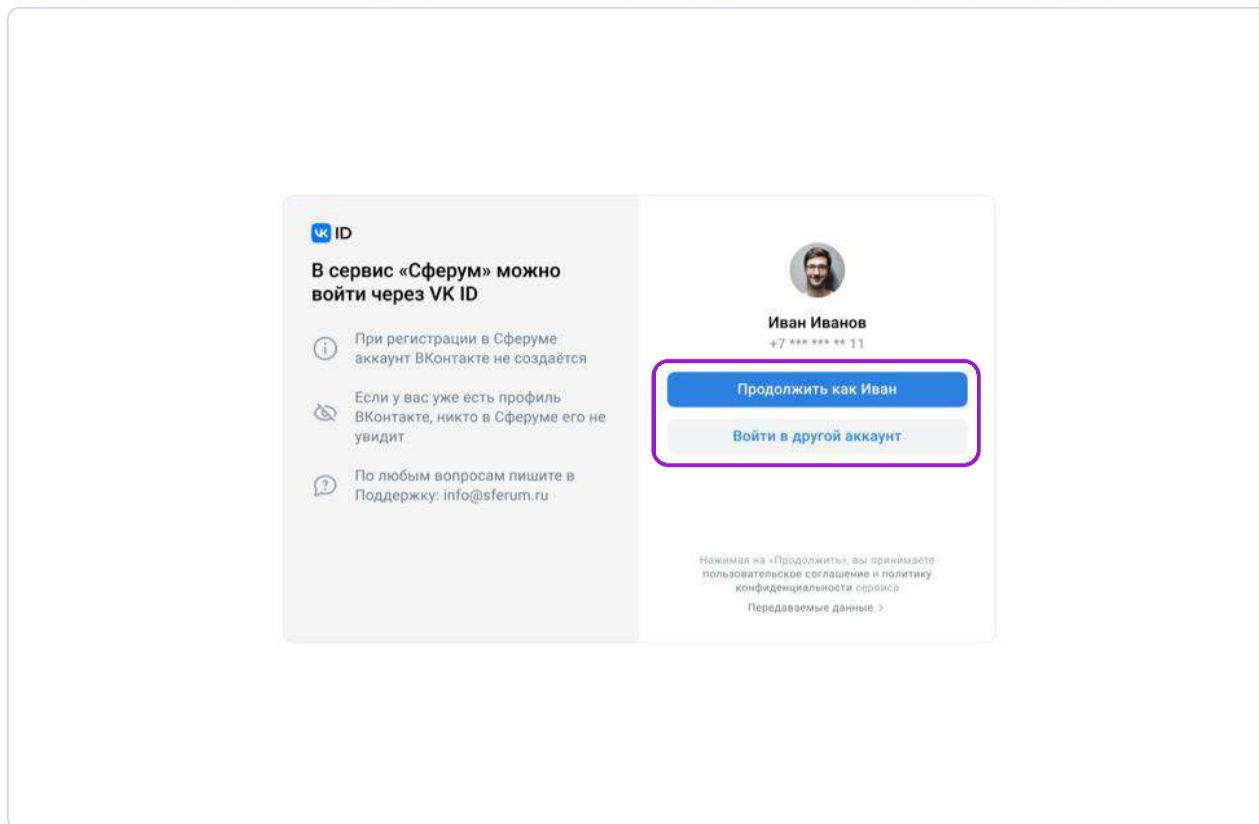 VK ID
В сервис «Сферум» можно
войти через VK ID
При регистрации в Сферуме
аккаунт ВКонтакте не создаётся
Если у вас уже есть профиль
ВКонтакте, никто в Сферуме его не
увидит
По любым вопросам пишите в
Поддержку: info@sferum.ru
Иван Иванов
+7 *** *** ** 11
Продолжить как Иван
Войти в другой аккаунт
Нажимая на «Продолжить», вы принимаете
пользовательское соглашение и политику
конфиденциальности сервиса
Передаваемые данные >